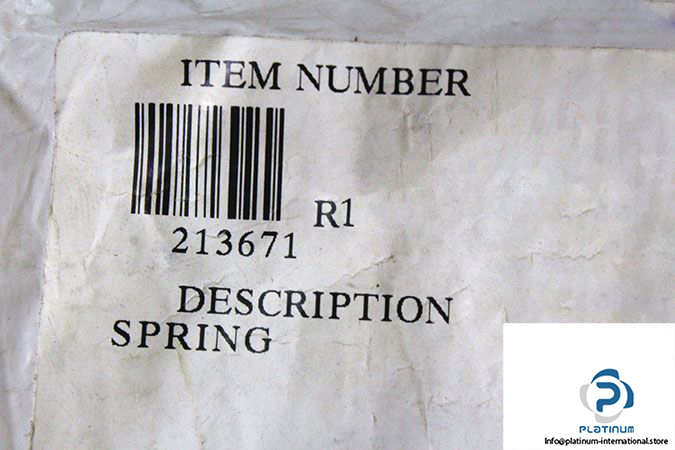 ITEM NUMBER
R1
213671
DESCRIPTION
SPRING
PLATINUM
Info@platinum-international.store